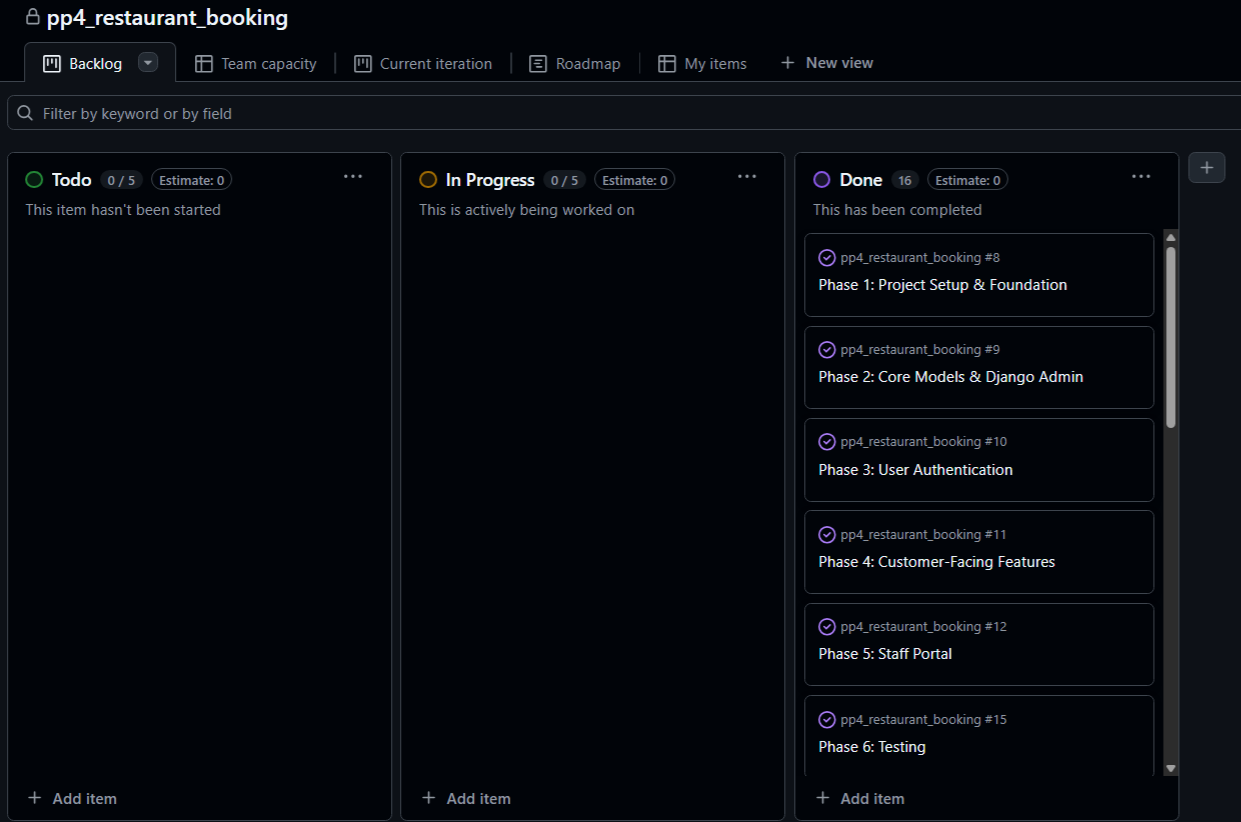 pp4_restaurant_booking
Backlog
Team capacity
Current iteration
Roadmap
My items
New view
Filter by keyword or by field
Todo 0 / 5 Estimate: 0
This item hasn't been started
Add item
In Progress 0 / 5 Estimate: 0
This is actively being worked on
Add item
Done 16 Estimate: 0
This has been completed
pp4_restaurant_booking #8
Phase 1: Project Setup & Foundation
pp4_restaurant_booking #9
Phase 2: Core Models & Django Admin
pp4_restaurant_booking #10
Phase 3: User Authentication
pp4_restaurant_booking #11
Phase 4: Customer-Facing Features
pp4_restaurant_booking #12
Phase 5: Staff Portal
pp4_restaurant_booking #15
Phase 6: Testing
Add item